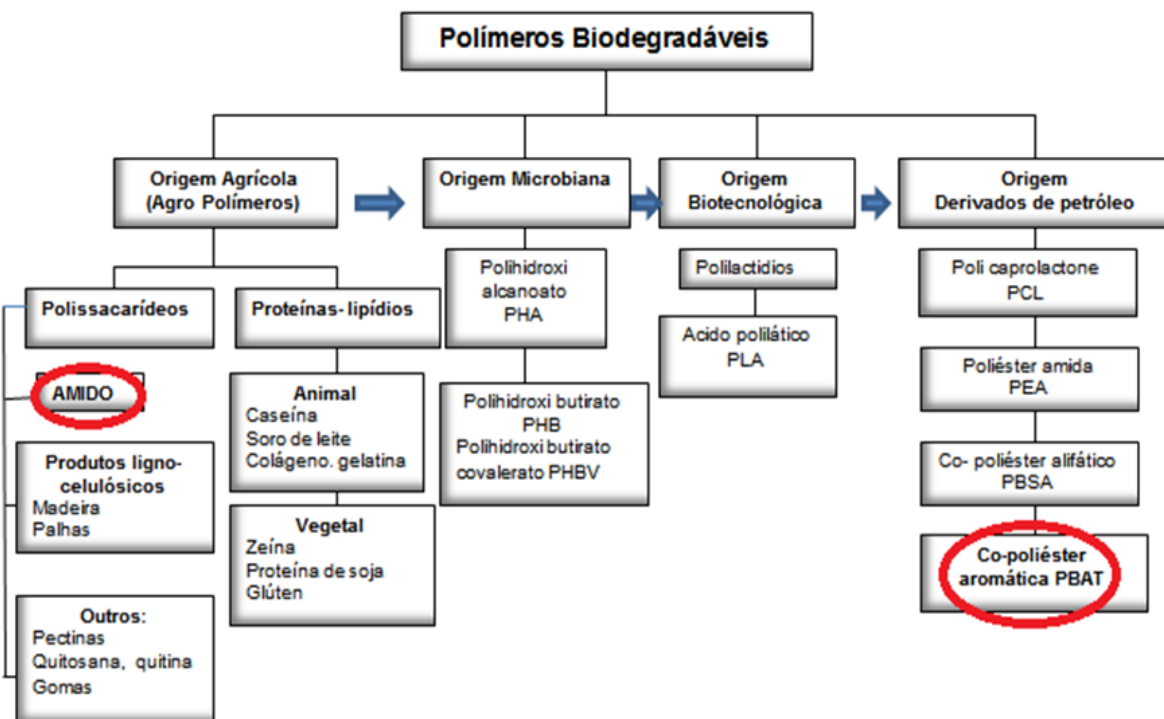 Polímeros Biodegradáveis
Origem Agrícola
(Agro Polímeros)
Origem Microbiana
Origem
Biotecnológica
Origem
Derivados de petróleo
Polissacarídeos
AMIDO
Produtos ligno-
celulósicos
Madeira
Palhas
Outros:
Pectinas
Quitosana, quitina
Gomas
Proteínas- lipídios
Animal
Caseína
Soro de leite
Colágeno. gelatina
Vegetal
Zeína
Proteína de soja
Glúten
Polihidroxi
alcanoato
PHA
Polihidroxi butirato
PHB
Polihidroxi butirato
covalerato PHBV
Polilactidios
Acido polilático
PLA
Poli caprolactone
PCL
Poliéster amida
PEA
Co- poliéster alifático
PBSA
Co-poliéster
aromática PBAT